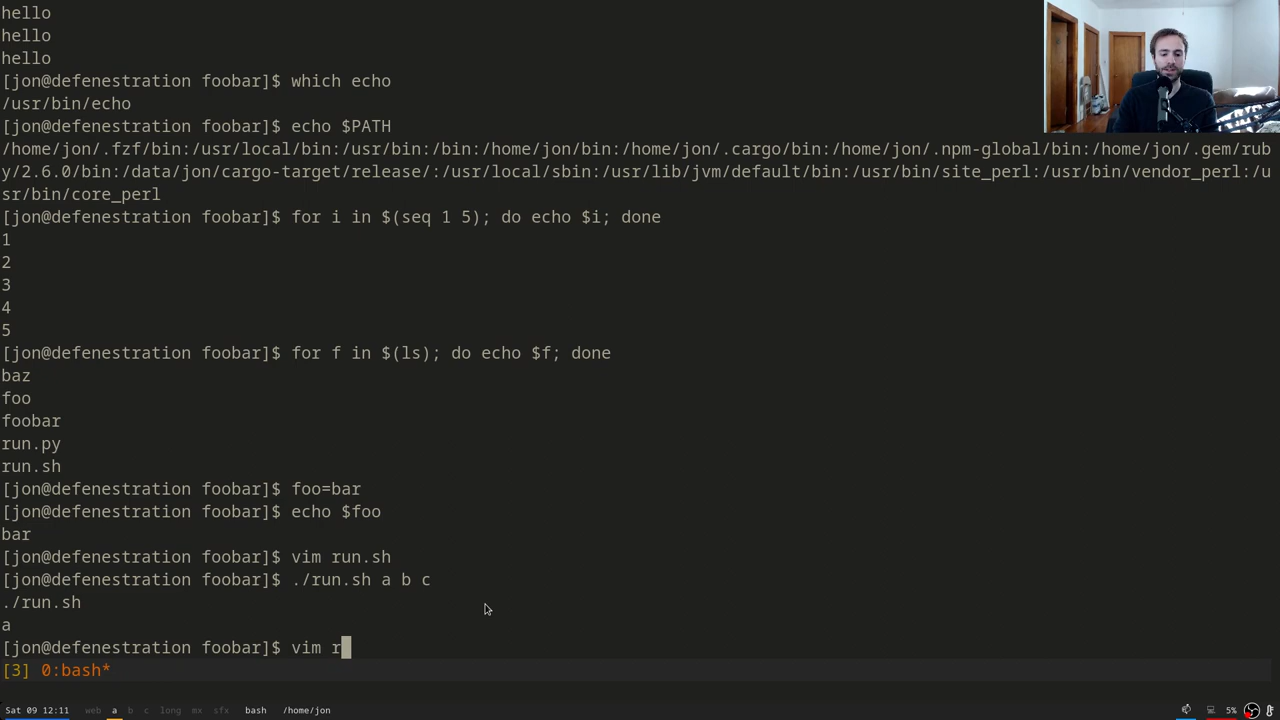 hello
hello
hello
[jon@defenestration foobar]$ which echo
/usr/bin/echo
[jon@defenestration foobar]$ echo $PATH
/home/jon/.fzf/bin:/usr/local/bin:/usr/bin:/bin:/home/jon/bin:/home/jon/.cargo/bin:/home/jon/.npm-global/bin:/home/jon/.gem/rub
y/2.6.0/bin:/data/jon/cargo-target/release/:/usr/local/sbin:/usr/lib/jvm/default/bin:/usr/bin/site_perl:/usr/bin/vendor_perl:/u
sr/bin/core_perl
[jon@defenestration foobar]$ for i in $(seq 1 5); do echo $i; done
1
2
3
4
5
[jon@defenestration foobar]$ for f in $(ls); do echo $f; done
baz
foo
foobar
run.py
run.sh
[jon@defenestration foobar]$ foo=bar
[jon@defenestration foobar]$ echo $foo
bar
[jon@defenestration foobar]$ vim run.sh
[jon@defenestration foobar]$ ./run.sh a b c
./run.sh
a
[jon@defenestration foobar]$ vim r
[3] 0:bash*
Sat 09 12:11 web a b c long mx sfx bash /home/jon 5%